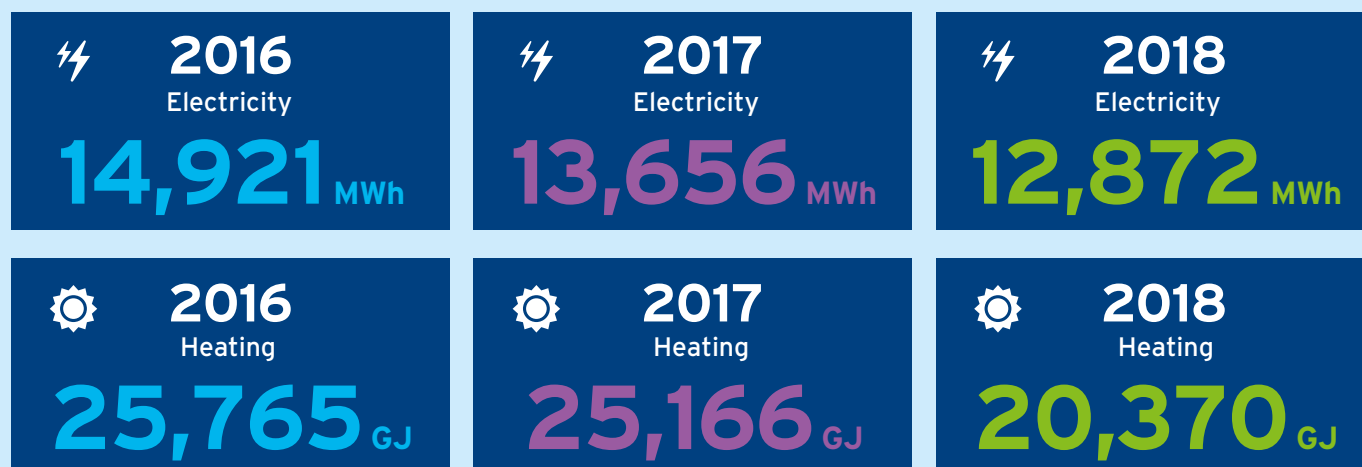 2016
Electricity
14,921 MWh
2017
Electricity
13,656 MWh
2018
Electricity
12,872 MWh
2016
Heating
25,765 GJ
2017
Heating
25,166 GJ
2018
Heating
20,370 GJ